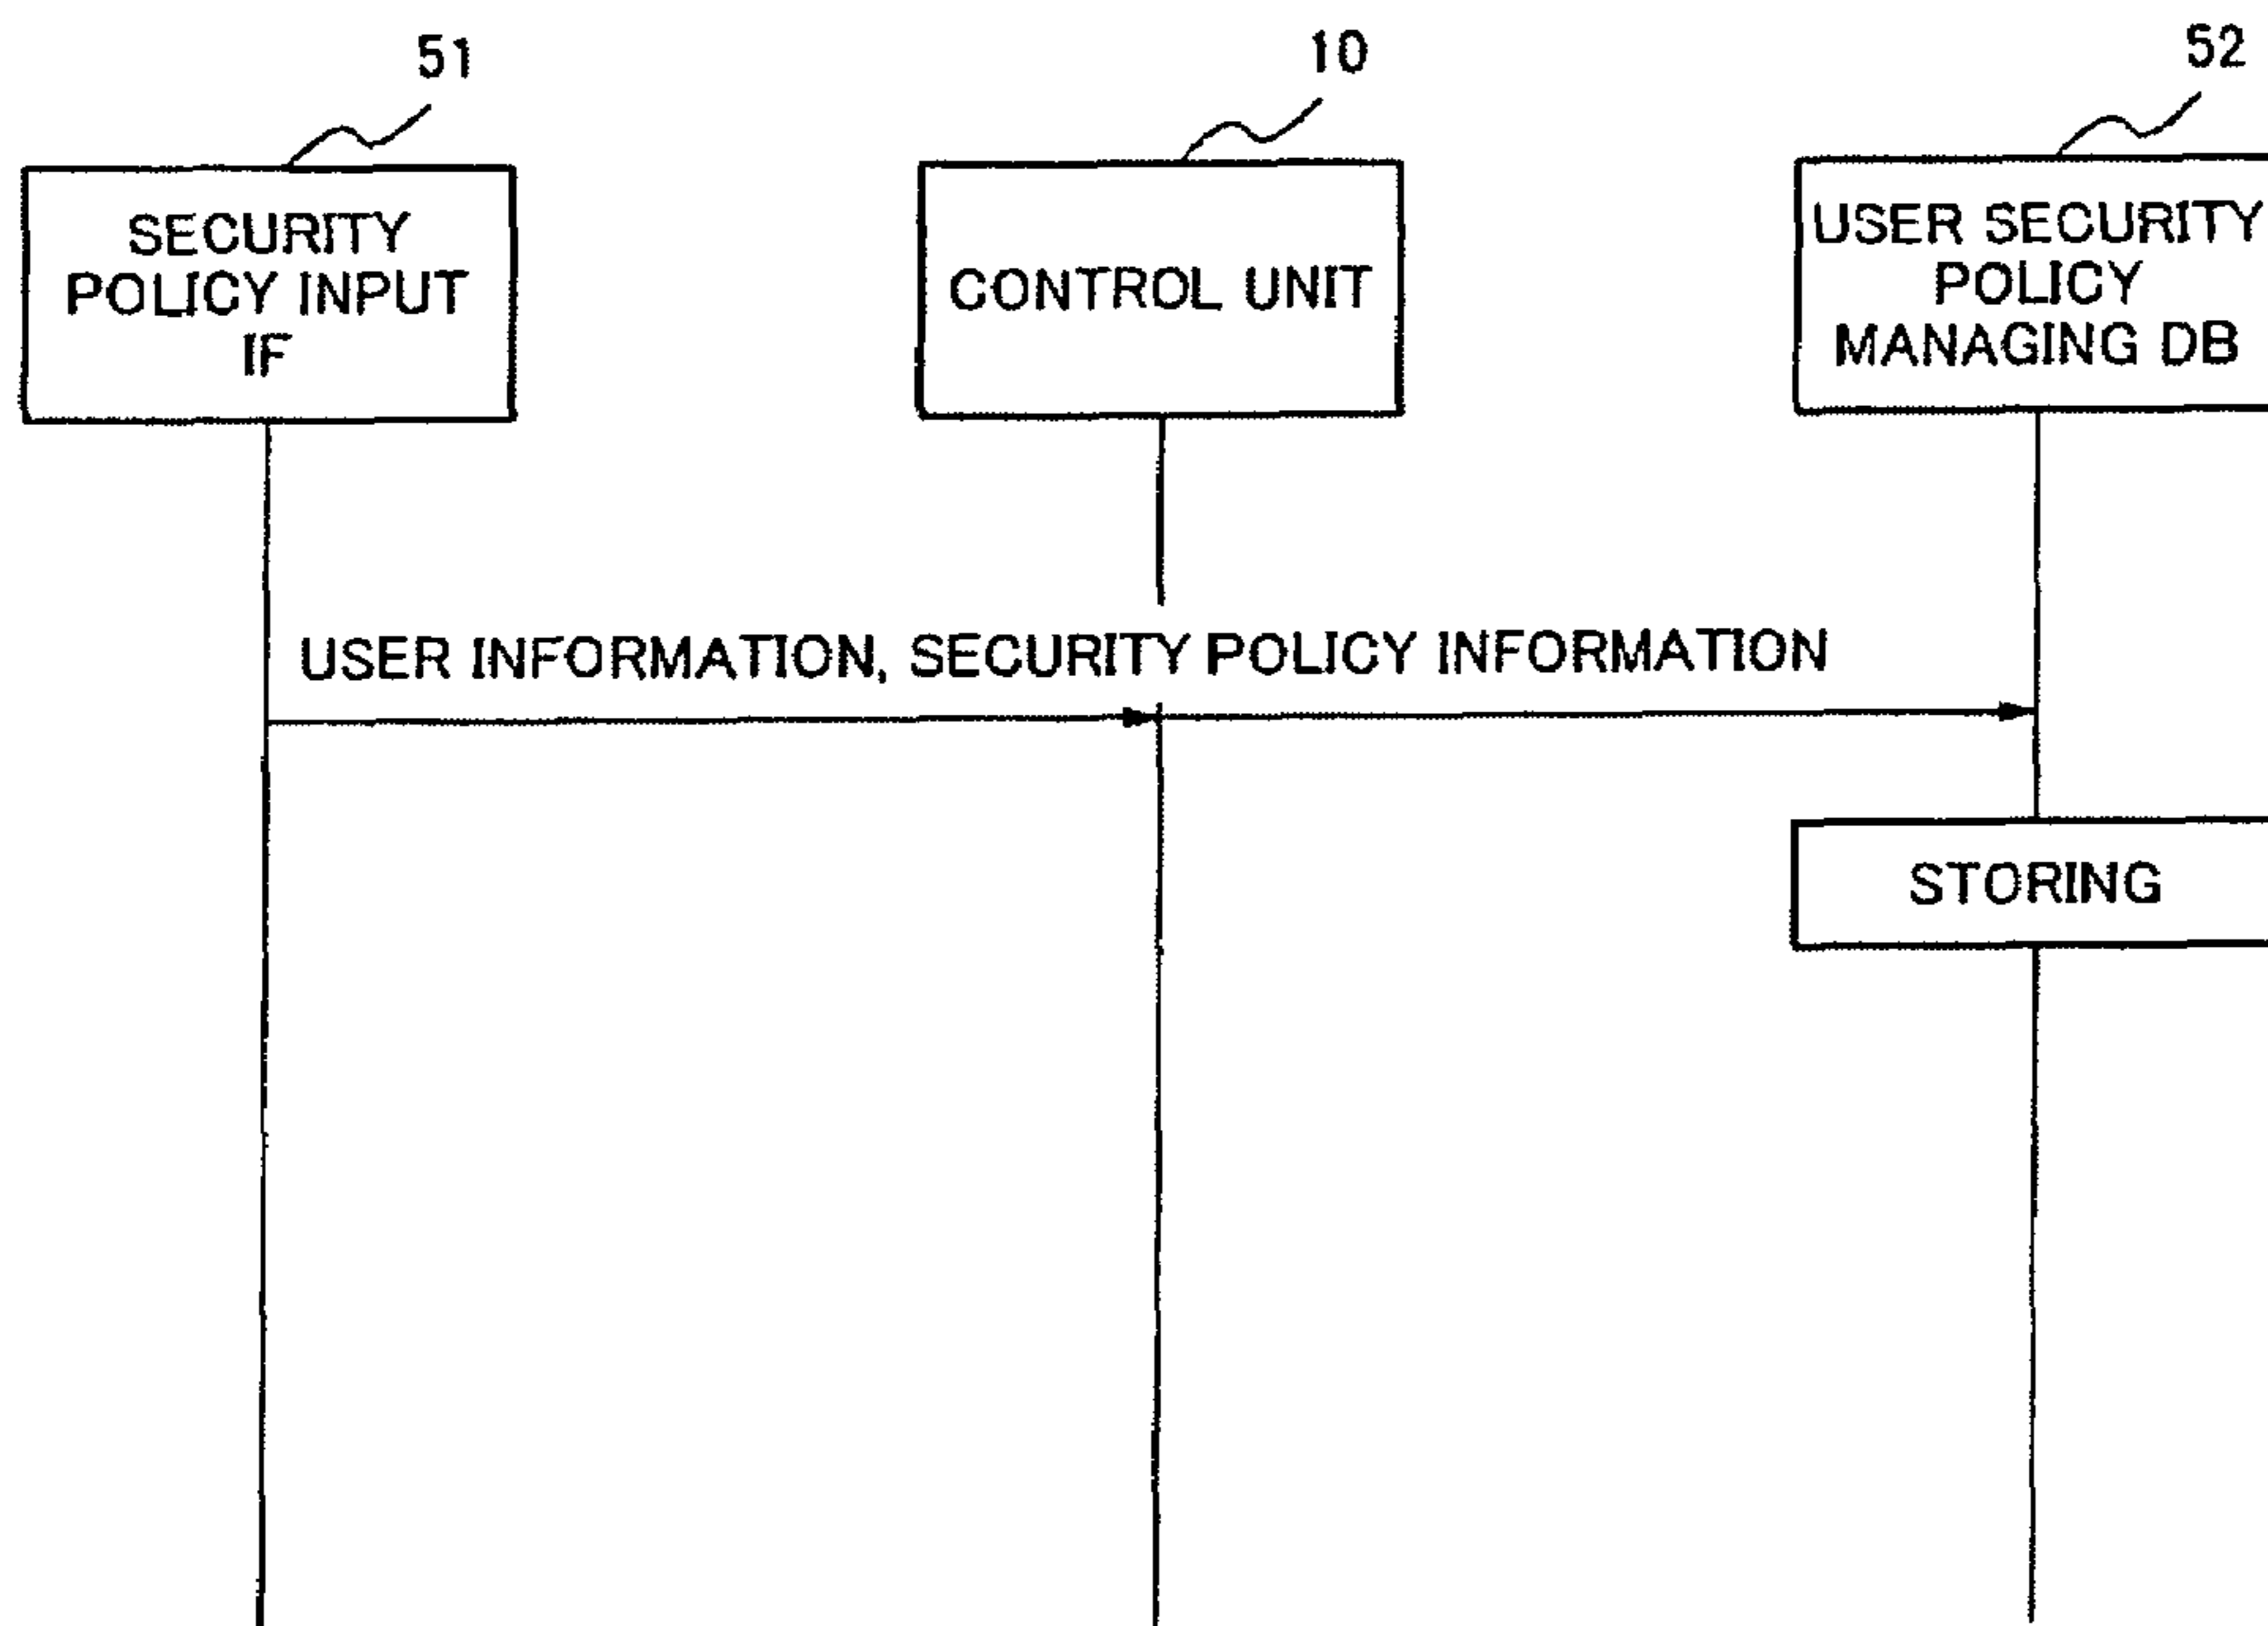 51
10
52
SECURITY
POLICY INPUT
IF
CONTROL UNIT
USER SECURITY
POLICY
MANAGING DB
USER INFORMATION, SECURITY POLICY INFORMATION
STORING